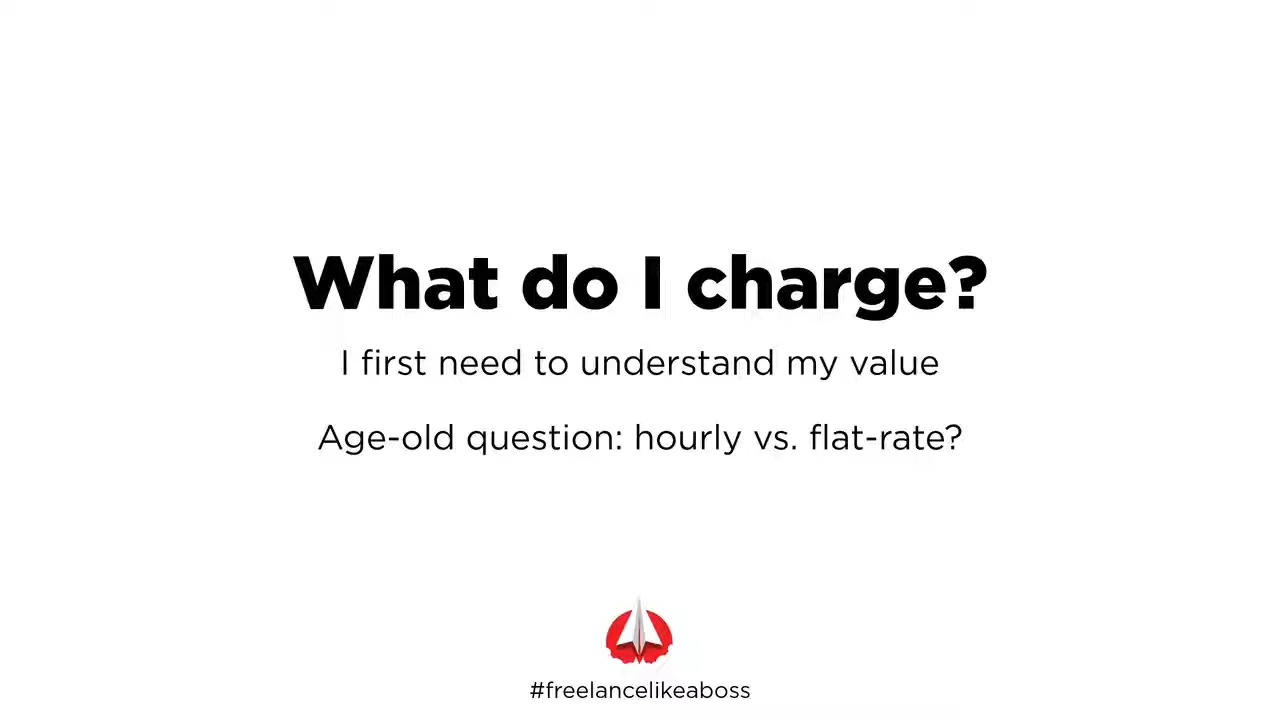 What do I charge?
I first need to understand my value
Age-old question: hourly vs. flat-rate?
#freelancelikeaboss